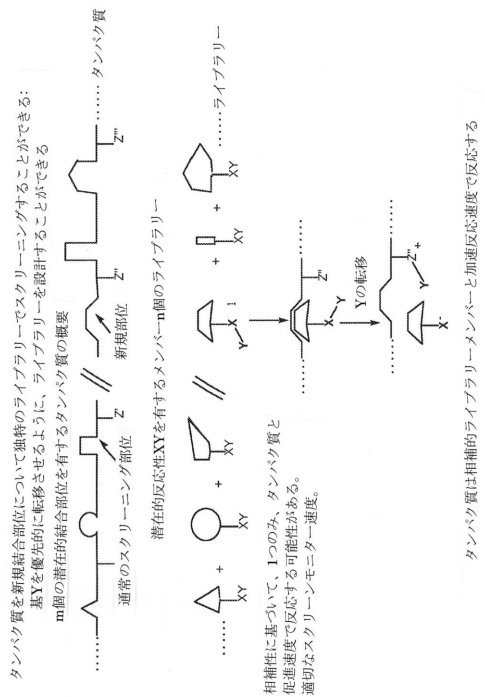 タンパク質を新規結合部位について独特のライブラリーでスクリーニングすることができる:
基Yを優先的に転移させるように、ライブラリーを設計することができる
m個の潜在的結合部位を有するタンパク質の概要
タンパク質
Z
Z"
Z'''
通常のスクリーニング部位
新規部位
潜在的反応性XYを有するメンバーn個のライブラリー
+ + + +
ライブラリー
XY XY XY X 1 XY XY
Y
相補性に基づいて、1つのみ、タンパク質と
促進速度で反応する可能性がある。
適切なスクリーンモニター速度。
Z"
X Y
Yの転移
Z" +
Y
X-
タンパク質は相補的ライブラリーメンバーと加速反応速度で反応する